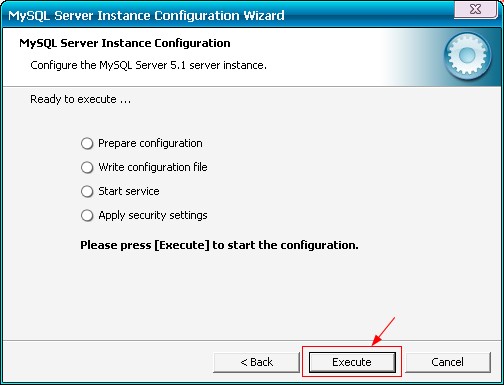 MySQL Server Instance Configuration Wizard
MySQL Server Instance Configuration
Configure the MySQL Server 5.1 server instance.
Ready to execute ...
Prepare configuration
Write configuration file
Start service
Apply security settings
Please press [Execute] to start the configuration.
< Back
Execute
Cancel